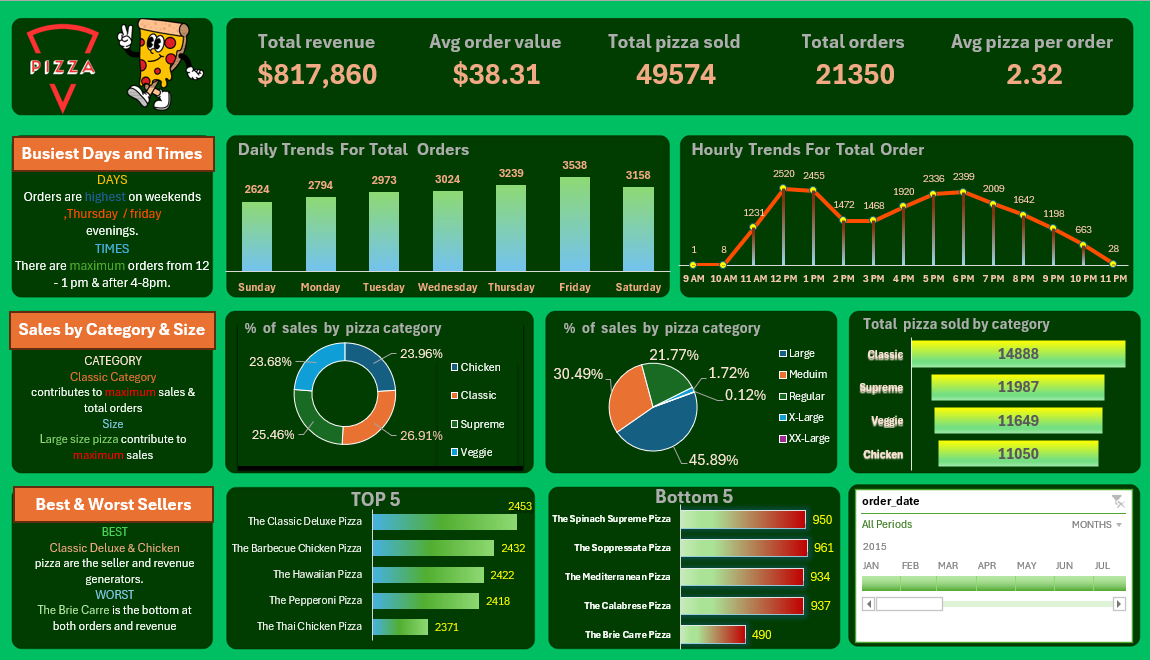 PIZZA
Total revenue
$817,860
Avg order value
$38.31
Total pizza sold
49574
Total orders
21350
Avg pizza per order
2.32
Busiest Days and Times
DAYS
Orders are highest on weekends
,Thursday / friday
evenings.
TIMES
There are maximum orders from 12
- 1 pm & after 4-8pm.
Daily Trends For Total Orders
2624
2794
2973
3024
3239
3538
3158
Sunday
Monday
Tuesday
Wednesday
Thursday
Friday
Saturday
Hourly Trends For Total Order
1
8
1231
2520
2455
1472
1468
1920
2336
2399
2009
1642
1198
663
28
9 AM
10 AM
11 AM
12 PM
1 PM
2 PM
3 PM
4 PM
5 PM
6 PM
7 PM
8 PM
9 PM
10 PM
11 PM
Sales by Category & Size
CATEGORY
Classic Category
contributes to maximum sales &
total orders
Size
Large size pizza contribute to
maximum sales
% of sales by pizza category
23.68%
23.96%
25.46%
26.91%
Chicken
Classic
Supreme
Veggie
% of sales by pizza category
21.77%
30.49%
1.72%
0.12%
45.89%
Large
Meduim
Regular
X-Large
XX-Large
Total pizza sold by category
Classic
14888
Supreme
11987
Veggie
11649
Chicken
11050
Best & Worst Sellers
BEST
Classic Deluxe & Chicken
pizza are the seller and revenue
generators.
WORST
The Brie Carre is the bottom at
both orders and revenue
TOP 5
The Classic Deluxe Pizza
2453
The Barbecue Chicken Pizza
2432
The Hawaiian Pizza
2422
The Pepperoni Pizza
2418
The Thai Chicken Pizza
2371
Bottom 5
The Spinach Supreme Pizza
950
The Soppressata Pizza
961
The Mediterranean Pizza
934
The Calabrese Pizza
937
The Brie Carre Pizza
490
order_date
All Periods
MONTHS
2015
JAN
FEB
MAR
APR
MAY
JUN
JUL